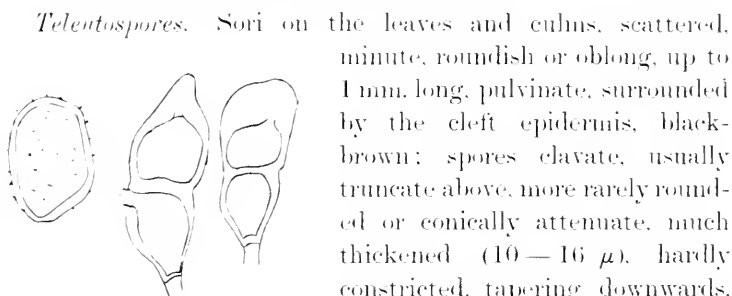 Teleutospores. Sori on the leaves and culms, scattered,
minute, roundish or oblong, up to
1 mm. long, pulvinate, surrounded
by the cleft epidermis, black-
brown; spores clavate, usually
truncate above, more rarely round-
ed or conically attenuate, much
thickened (10—16 μ), hardly
constricted, tapering downwards,